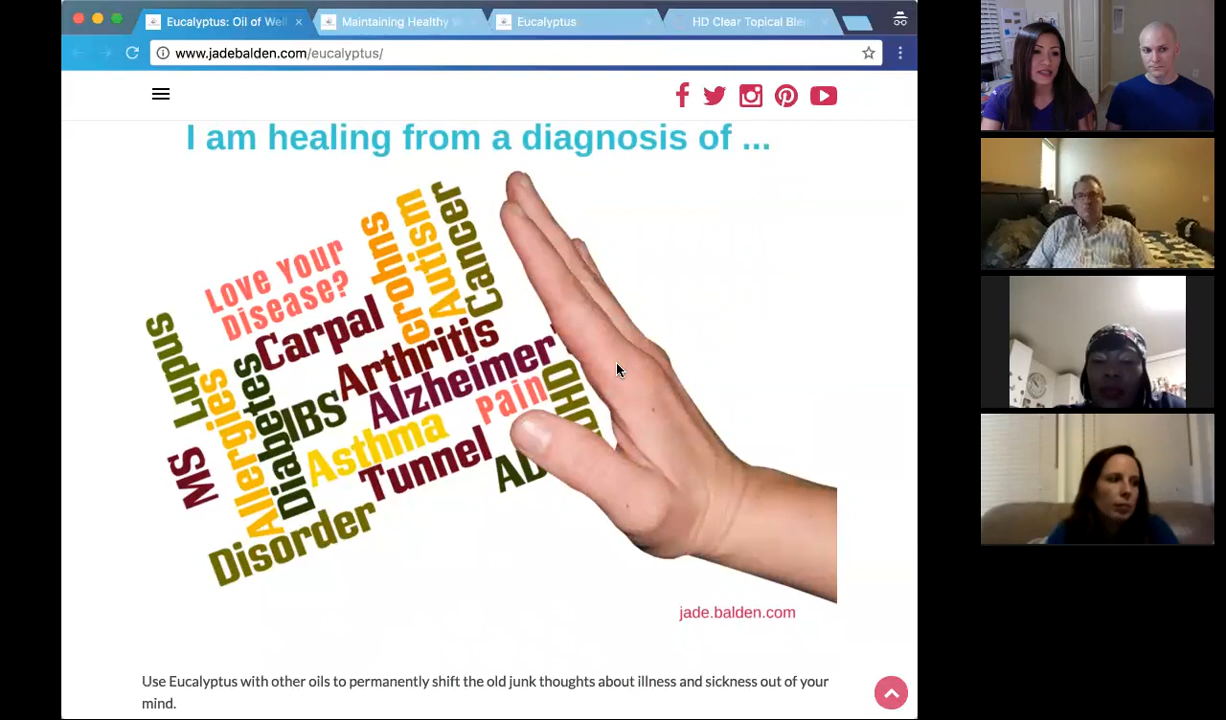 Eucalyptus: Oil of Well
Maintaining Healthy
Eucalyptus
HD Clear Topical Ble
www.jadebalden.com/eucalyptus/
I am healing from a diagnosis of ...
Love Your
Disease?
Lupus
Carpal
crohns
Autism
Cancer
Arthritis
Alzheimer
MS
Allergies
Diabetes
IBS
Asthma
Pain
Tunnel
Disorder
jade.balden.com
Use Eucalyptus with other oils to permanently shift the old junk thoughts about illness and sickness out of your
mind.